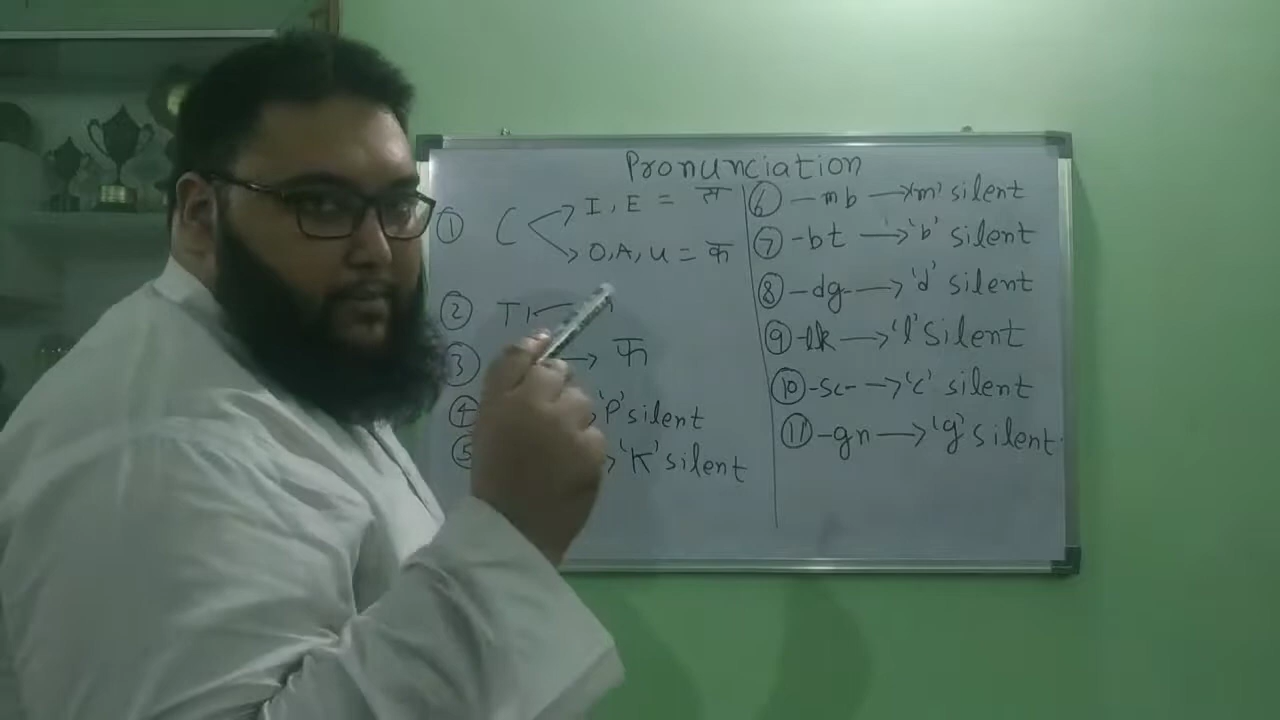 Pronunciation
① C → I, E = स
→ O, A, U = क
② TI
③ → फ
④ 'P' silent
⑤ → 'K' silent
⑥ -mb → 'm' silent
⑦ -bt → 'b' silent
⑧ -dg- → 'd' silent
⑨ -lk → 'l' silent
⑩ -sc- → 'c' silent
⑪ -gn → 'g' silent